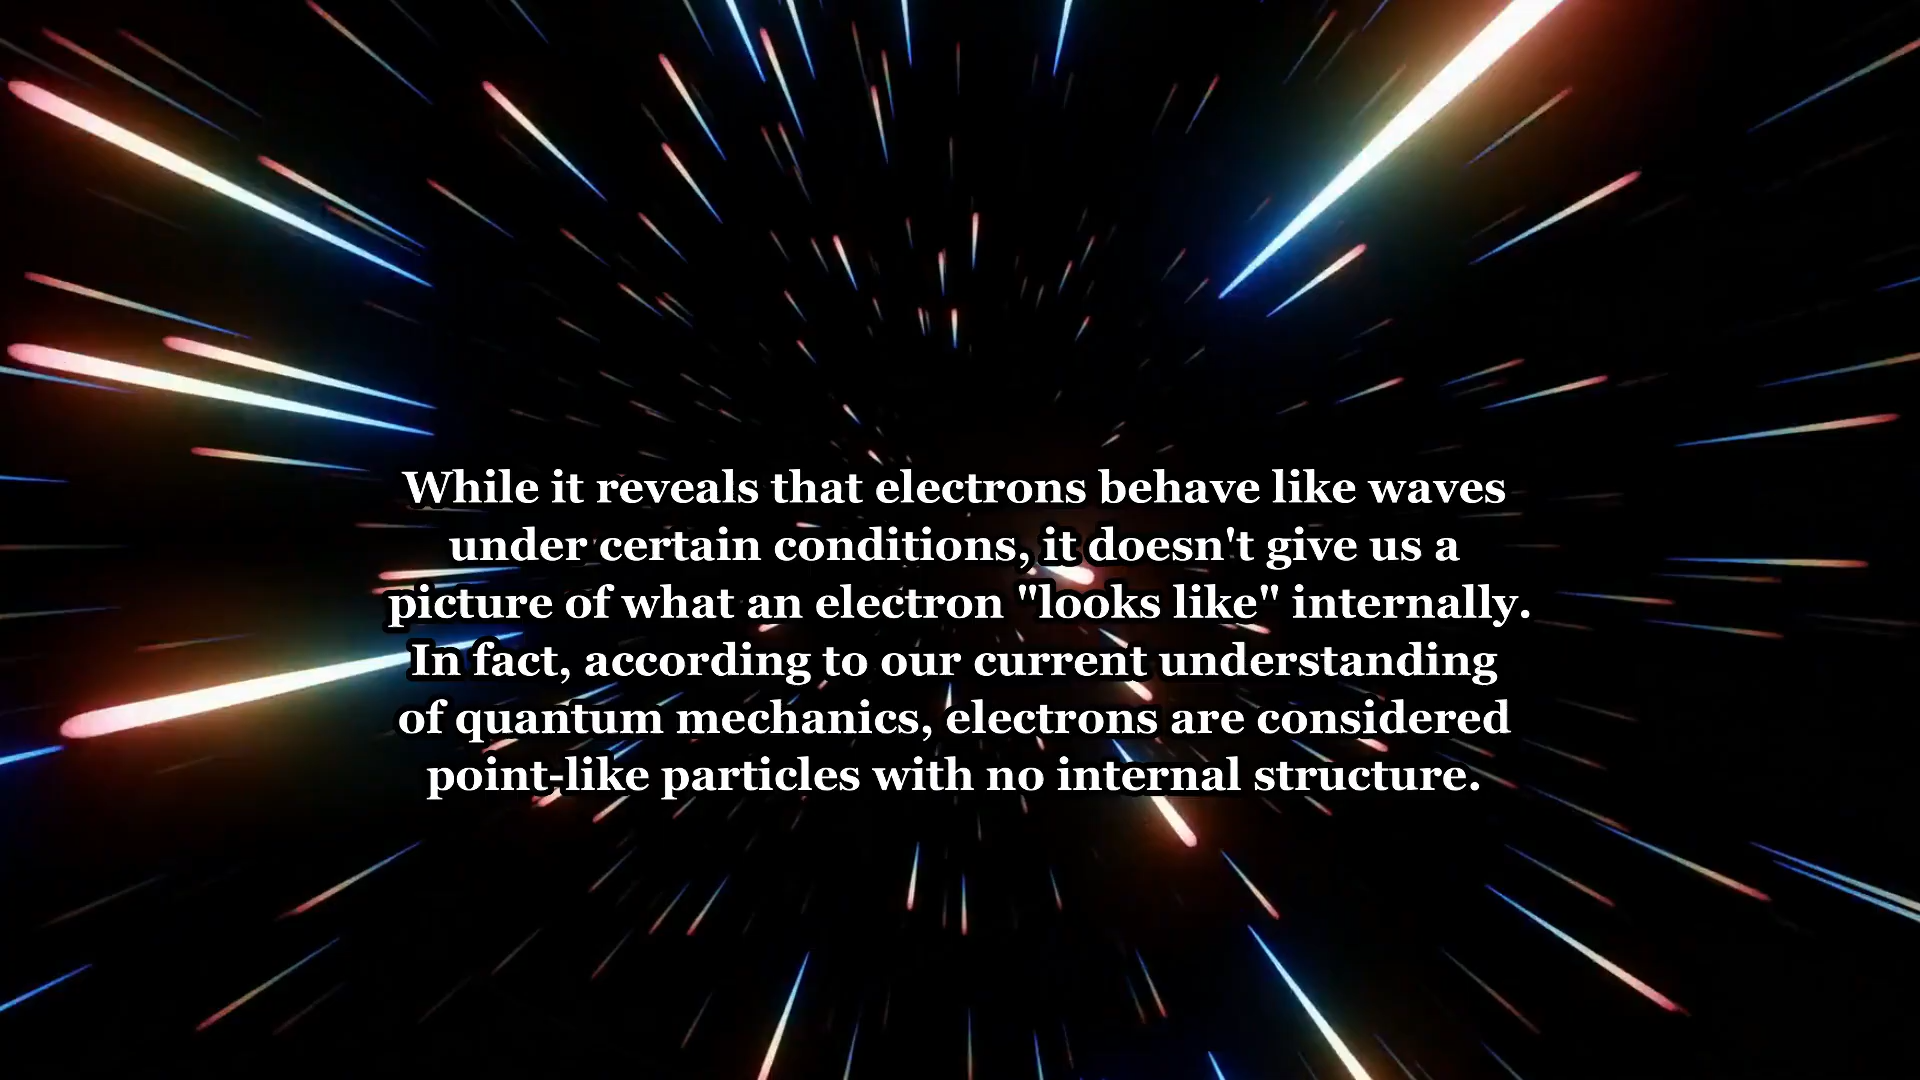 While it reveals that electrons behave like waves
under certain conditions, it doesn't give us a
picture of what an electron "looks like" internally.
In fact, according to our current understanding
of quantum mechanics, electrons are considered
point-like particles with no internal structure.